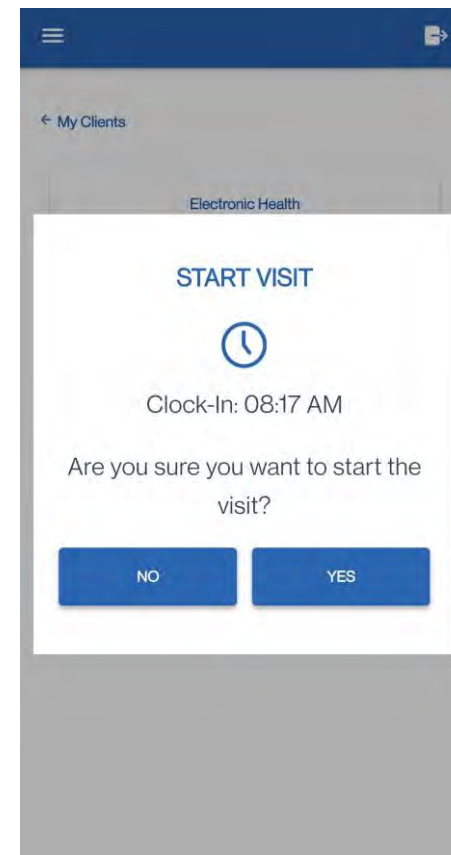 ← My Clients
Electronic Health
START VISIT
Clock-In: 08:17 AM
Are you sure you want to start the
visit?
NO YES